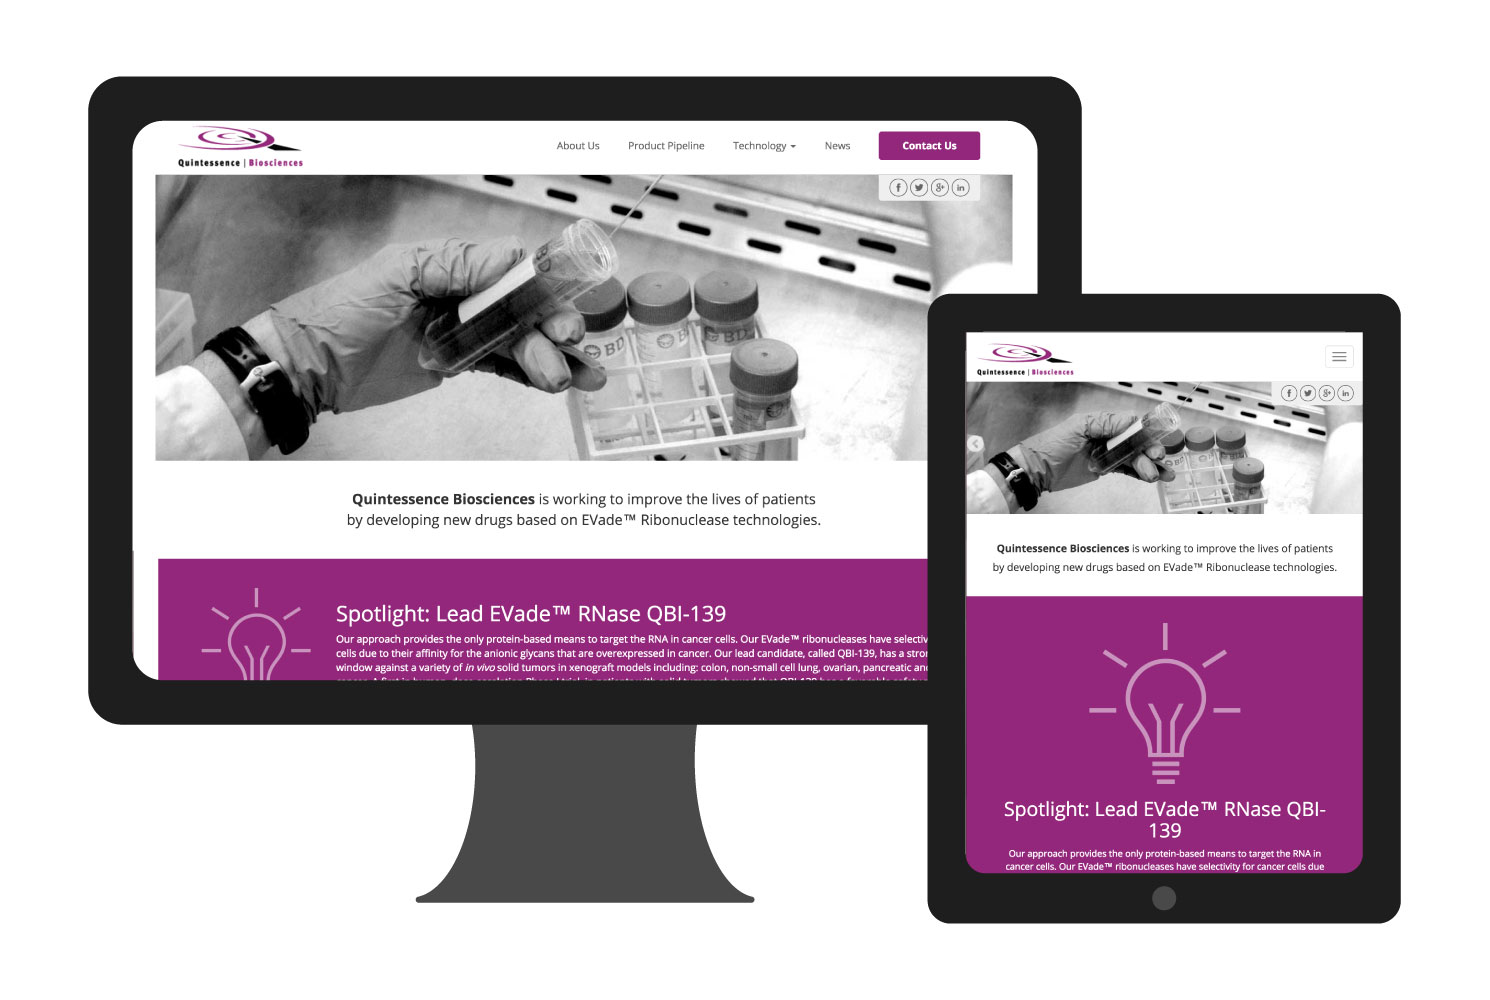 Quintessence | Biosciences
About Us
Product Pipeline
Technology
News
Contact Us
BD
BD
Quintessence Biosciences is working to improve the lives of patients
by developing new drugs based on EVade™ Ribonuclease technologies.
Spotlight: Lead EVade™ RNase QBI-139
Our approach provides the only protein-based means to target the RNA in cancer cells. Our EVade™ ribonucleases have
cells due to their affinity for the anionic glycans that are overexpressed in cancer. Our lead candidate, called QBI-139, has a
window against a variety of in vivo solid tumors in xenograft models including: colon, non-small cell lung, ovarian, pancreatic
Quintessence | Biosciences
BD
Quintessence Biosciences is working to improve the lives of patients
by developing new drugs based on EVade™ Ribonuclease technologies.
Spotlight: Lead EVade™ RNase QBI-
139
Our approach provides the only protein-based means to target the RNA in
cancer cells. Our EVade™ ribonucleases have selectivity for cancer cells due